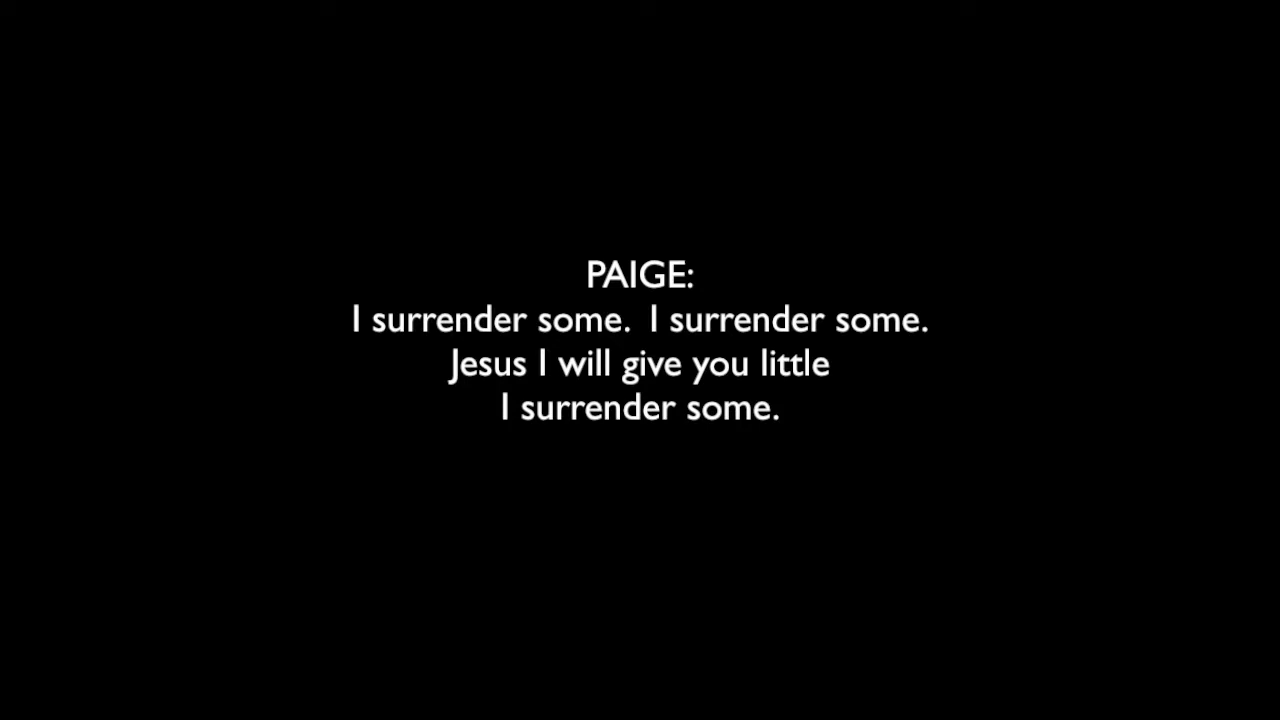 PAIGE:
I surrender some.  I surrender some.
Jesus I will give you little
I surrender some.